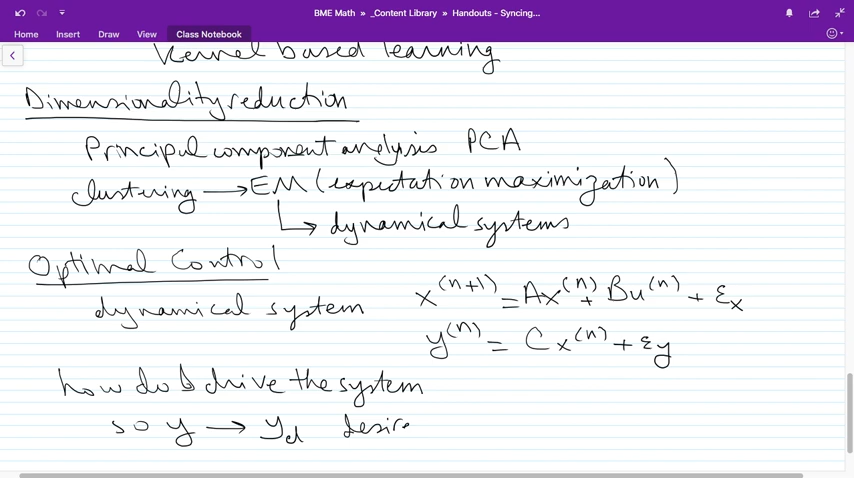 BME Math » _Content Library » Handouts - Syncing...
Home Insert Draw View Class Notebook
Kernel based learning
Dimensionality reduction
Principal component analysis PCA
clustering → EM (expectation maximization)
↳ dynamical systems
Optimal Control
dynamical system
x^(n+1) = Ax^(n) + Bu^(n) + ε_x
y^(n) = Cx^(n) + ε_y
how do I drive the system
so y → y_d desire